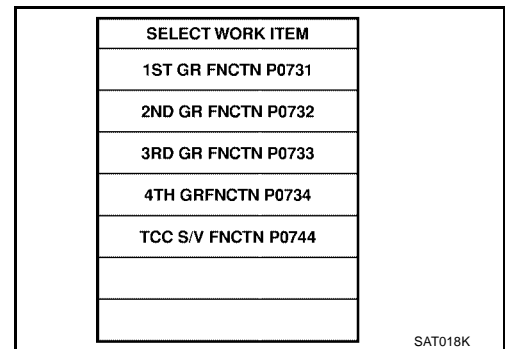 SELECT WORK ITEM
1ST GR FNCTN P0731
2ND GR FNCTN P0732
3RD GR FNCTN P0733
4TH GRFNCTN P0734
TCC S/V FNCTN P0744
SAT018K